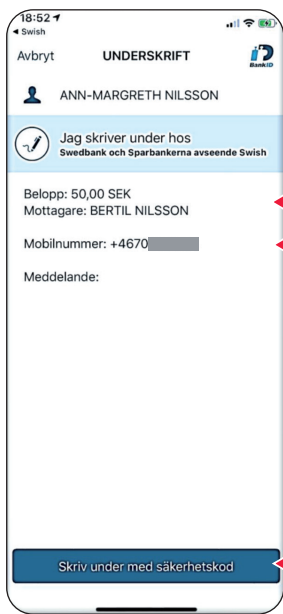 18:52
◀ Swish
Avbryt
UNDERSKRIFT
BankID
ANN-MARGRETH NILSSON
Jag skriver under hos
Swedbank och Sparbankerna avseende Swish
Belopp: 50,00 SEK
Mottagare: BERTIL NILSSON
Mobilnummer: +4670
Meddelande:
Skriv under med säkerhetskod